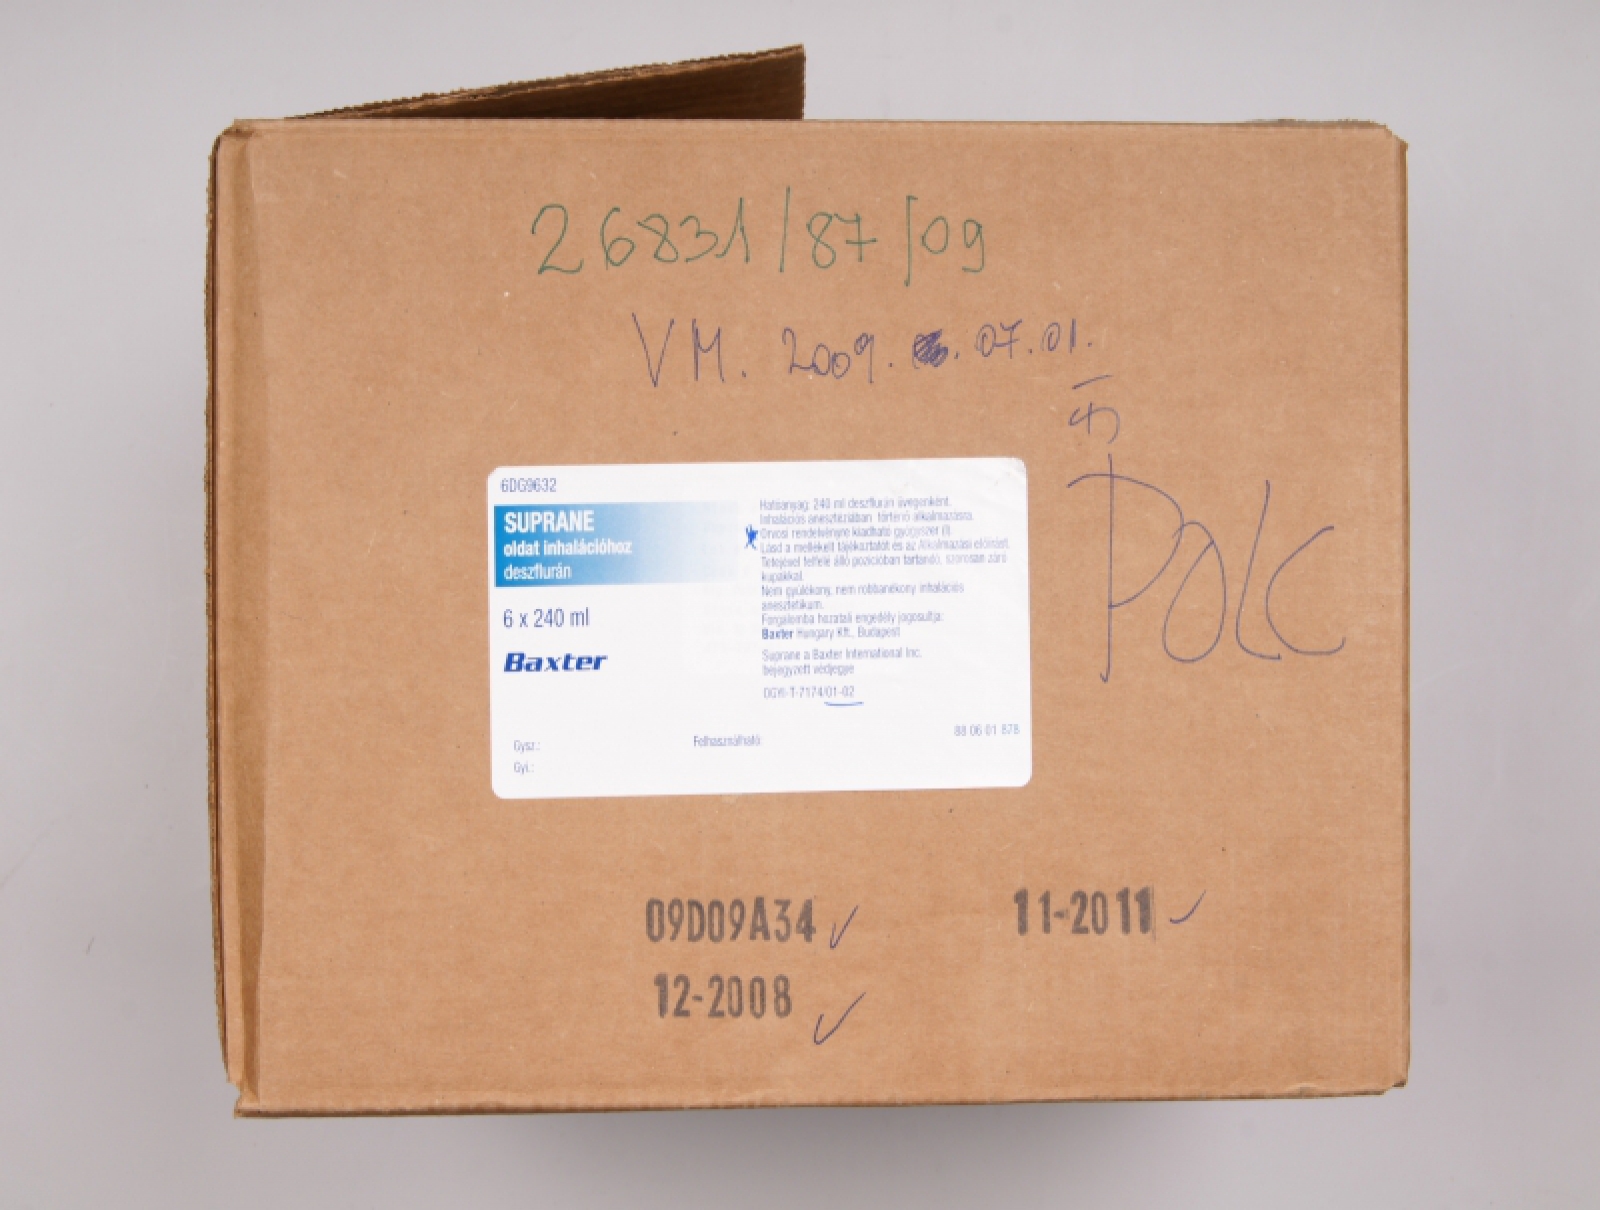 26831/87/09
VM. 2009. 07.01.
POLC
6DG9632
SUPRANE
oldat inhalációhoz
deszflurán
6 x 240 ml
Baxter
Hatóanyag: 240 ml deszflurán üvegenként.
Inhalációs anesztéziában történő alkalmazásra.
Orvosi rendelvényre kiadható gyógyszer (I).
Lásd a mellékelt tájékoztatót és az Alkalmazási előírást.
Tetejével felfelé álló pozícióban tartandó, szorosan záró
kupakkal.
Nem gyúlékony, nem robbanékony inhalációs
anesztetikum.
Forgalomba hozatali engedély jogosultja:
Baxter Hungary Kft., Budapest
Suprane a Baxter International Inc.
bejegyzett védjegye
OGYI-T-7174/01-02
88 06 01 878
Gysz.:
Felhasználható:
Gyi.:
09D09A34
11-2011
12-2008